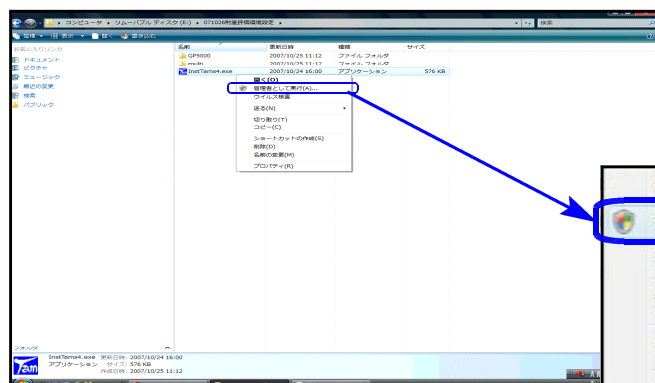 コンピュータ ▸ リムーバブル ディスク (E:) ▸ 071026財産評価環境設定 ▸
検索
整理 ▾ 表示 ▾ 開く 書き込む
名前 更新日時 種類 サイズ
お気に入りリンク
ドキュメント
ピクチャ
ミュージック
最近の変更
検索
パブリック
GP5000 2007/10/25 11:12 ファイル フォルダ
multi 2007/10/25 11:12 ファイル フォルダ
InstTams4.exe 2007/10/24 16:00 アプリケーション 576 KB
開く(O)
管理者として実行(A)...
ウイルス検査
送る(N)
切り取り(T)
コピー(C)
ショートカットの作成(S)
削除(D)
名前の変更(M)
プロパティ(R)
フォルダ
InstTams4.exe 更新日時: 2007/10/24 16:00
アプリケーション サイズ: 576 KB
作成日時: 2007/10/25 11:12